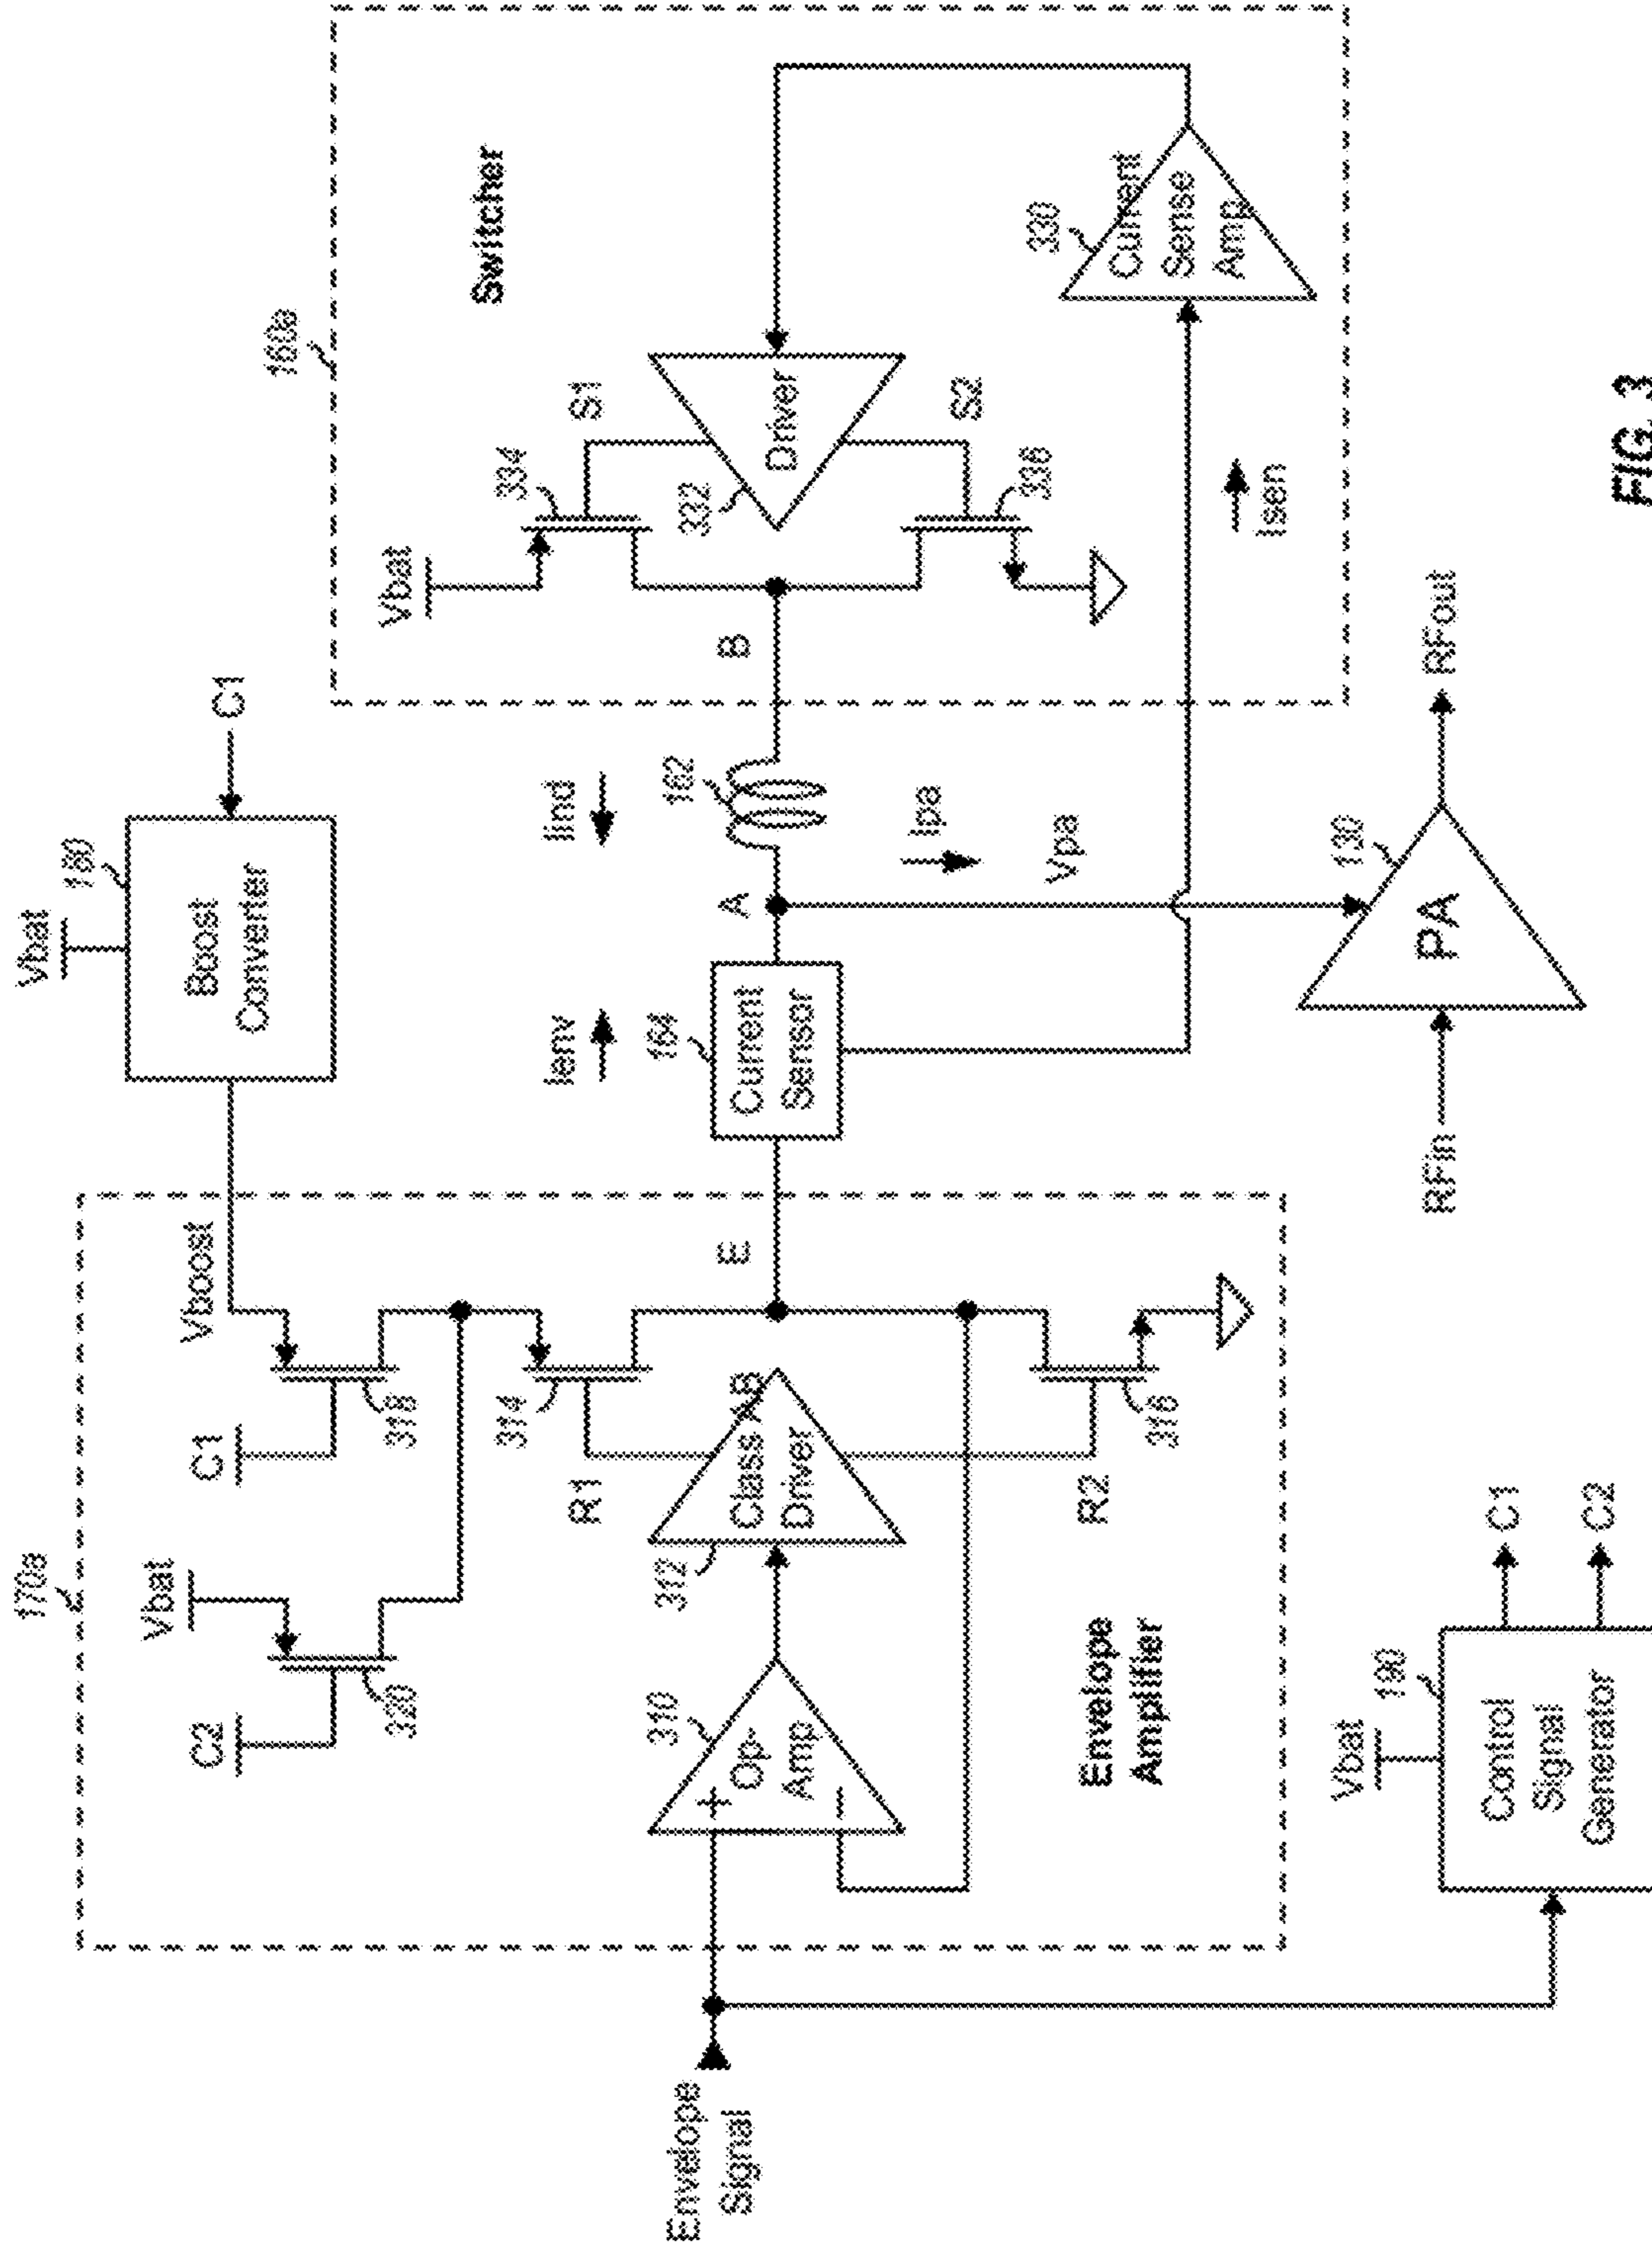 Vbat
180
Boost
Converter
C1
160a
170a
Vboost
C1
318
Vbat
C2
320
314
R1
Class AB
Driver
312
310
Op-
Amp
+
−
R2
316
Envelope
Amplifier
E
Envelope
Signal
Ienv
164
Current
Sensor
A
Iind
162
B
Ipa
Vpa
Vbat
334
S1
332
Driver
S2
336
Switcher
330
Current
Sense
Amp
Isen
Vbat
190
Control
Signal
Generator
C1
C2
RFin
130
PA
RFout
FIG. 3